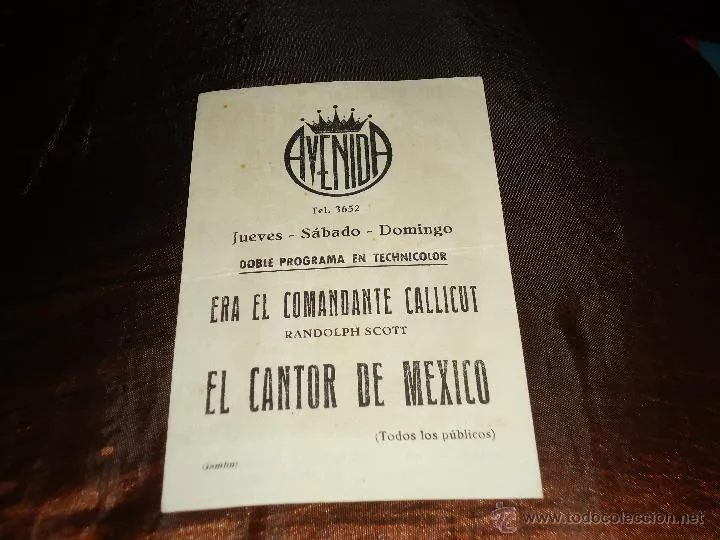 AVENIDA
Tel. 3652
Jueves - Sábado - Domingo
DOBLE PROGRAMA EN TECHNICOLOR
ERA EL COMANDANTE CALLICUT
RANDOLPH SCOTT
EL CANTOR DE MEXICO
(Todos los públicos)
© www.todocoleccion.net